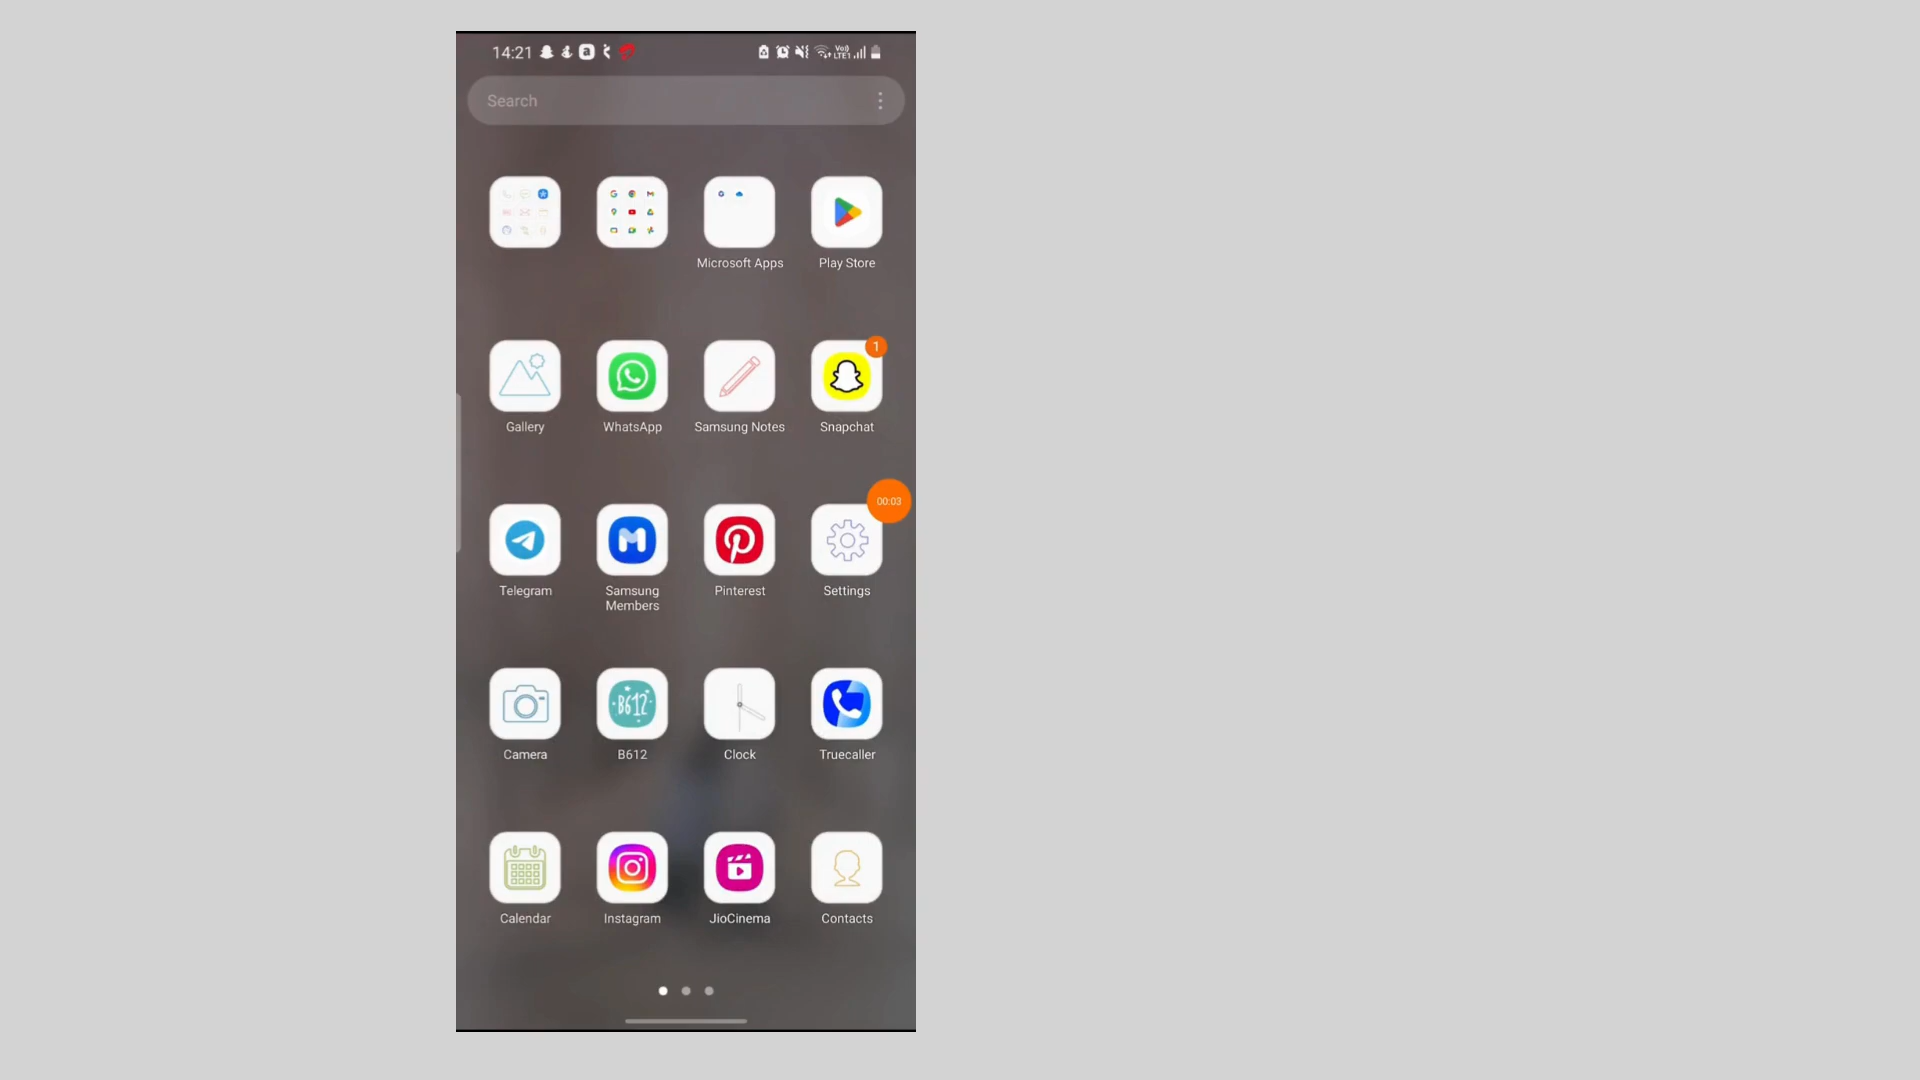 14:21
Search
Microsoft Apps
Play Store
1
Gallery
WhatsApp
Samsung Notes
Snapchat
00:03
Telegram
Samsung
Members
Pinterest
Settings
B612
Camera
B612
Clock
Truecaller
Calendar
Instagram
JioCinema
Contacts